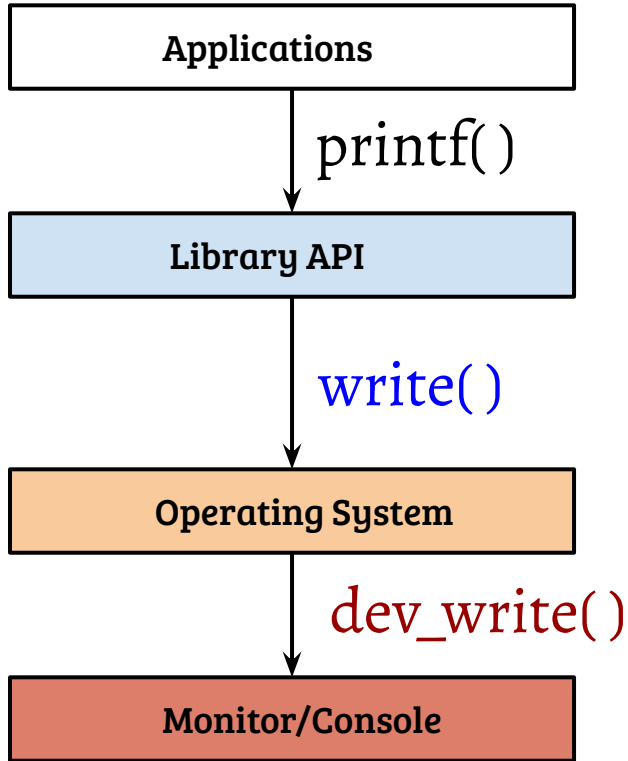 Applications
printf( )
Library API
write( )
Operating System
dev_write( )
Monitor/Console